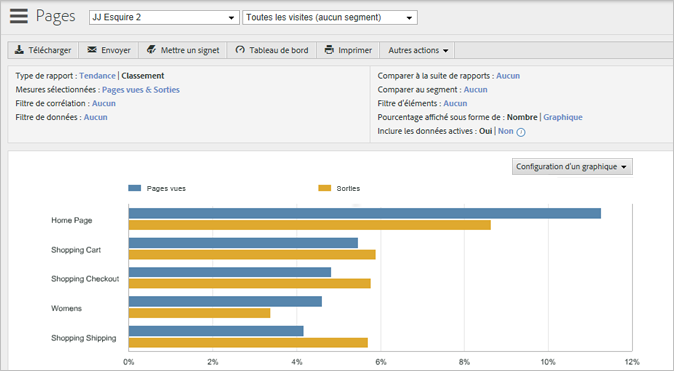 Pages JJ Esquire 2 Toutes les visites (aucun segment)
Télécharger Envoyer Mettre un signet Tableau de bord Imprimer Autres actions
Type de rapport : Tendance | Classement
Mesures sélectionnées : Pages vues & Sorties
Filtre de corrélation : Aucun
Filtre de données : Aucun
Comparer à la suite de rapports : Aucun
Comparer au segment : Aucun
Filtre d'éléments : Aucun
Pourcentage affiché sous forme de : Nombre | Graphique
Inclure les données actives : Oui | Non i
Configuration d'un graphique
Pages vues Sorties
Home Page
Shopping Cart
Shopping Checkout
Womens
Shopping Shipping
0% 2% 4% 6% 8% 10% 12%